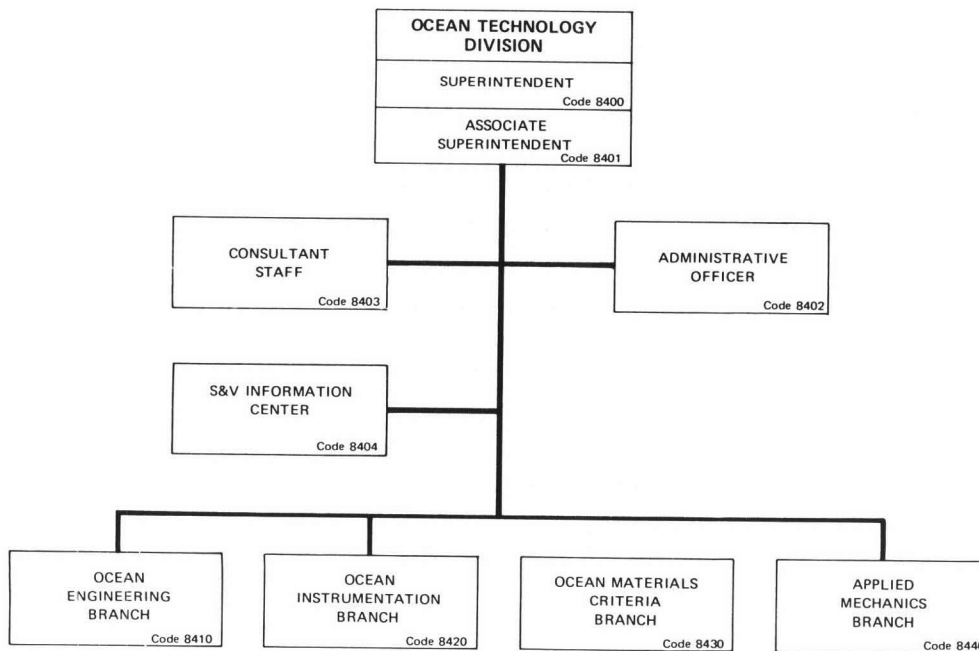 OCEAN TECHNOLOGY
DIVISION
SUPERINTENDENT
Code 8400
ASSOCIATE
SUPERINTENDENT
Code 8401
CONSULTANT
STAFF
Code 8403
ADMINISTRATIVE
OFFICER
Code 8402
S&V INFORMATION
CENTER
Code 8404
OCEAN
ENGINEERING
BRANCH
Code 8410
OCEAN
INSTRUMENTATION
BRANCH
Code 8420
OCEAN MATERIALS
CRITERIA
BRANCH
Code 8430
APPLIED
MECHANICS
BRANCH
Code 8440